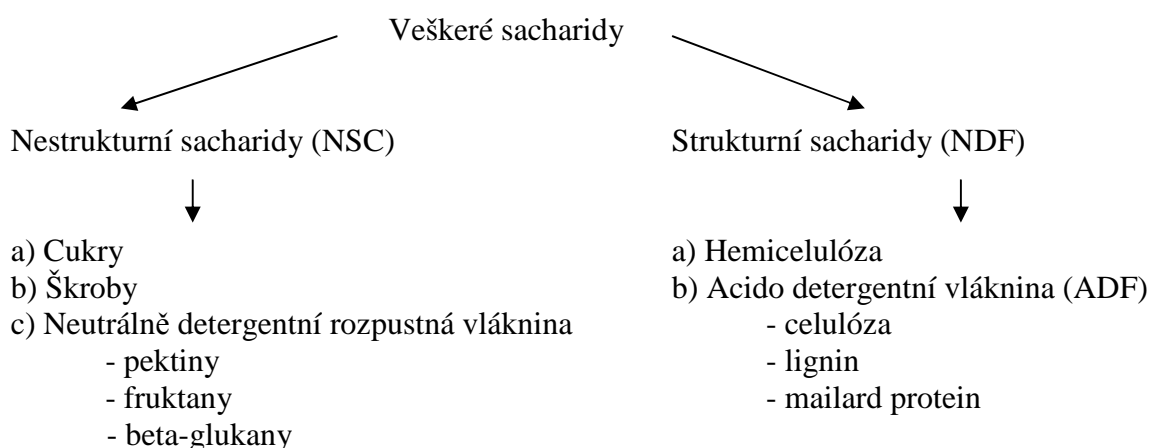 Veškeré sacharidy
Nestrukturní sacharidy (NSC)
a) Cukry
b) Škroby
c) Neutrálně detergentní rozpustná vláknina
- pektiny
- fruktany
- beta-glukany
Strukturní sacharidy (NDF)
a) Hemicelulóza
b) Acido detergentní vláknina (ADF)
- celulóza
- lignin
- mailard protein